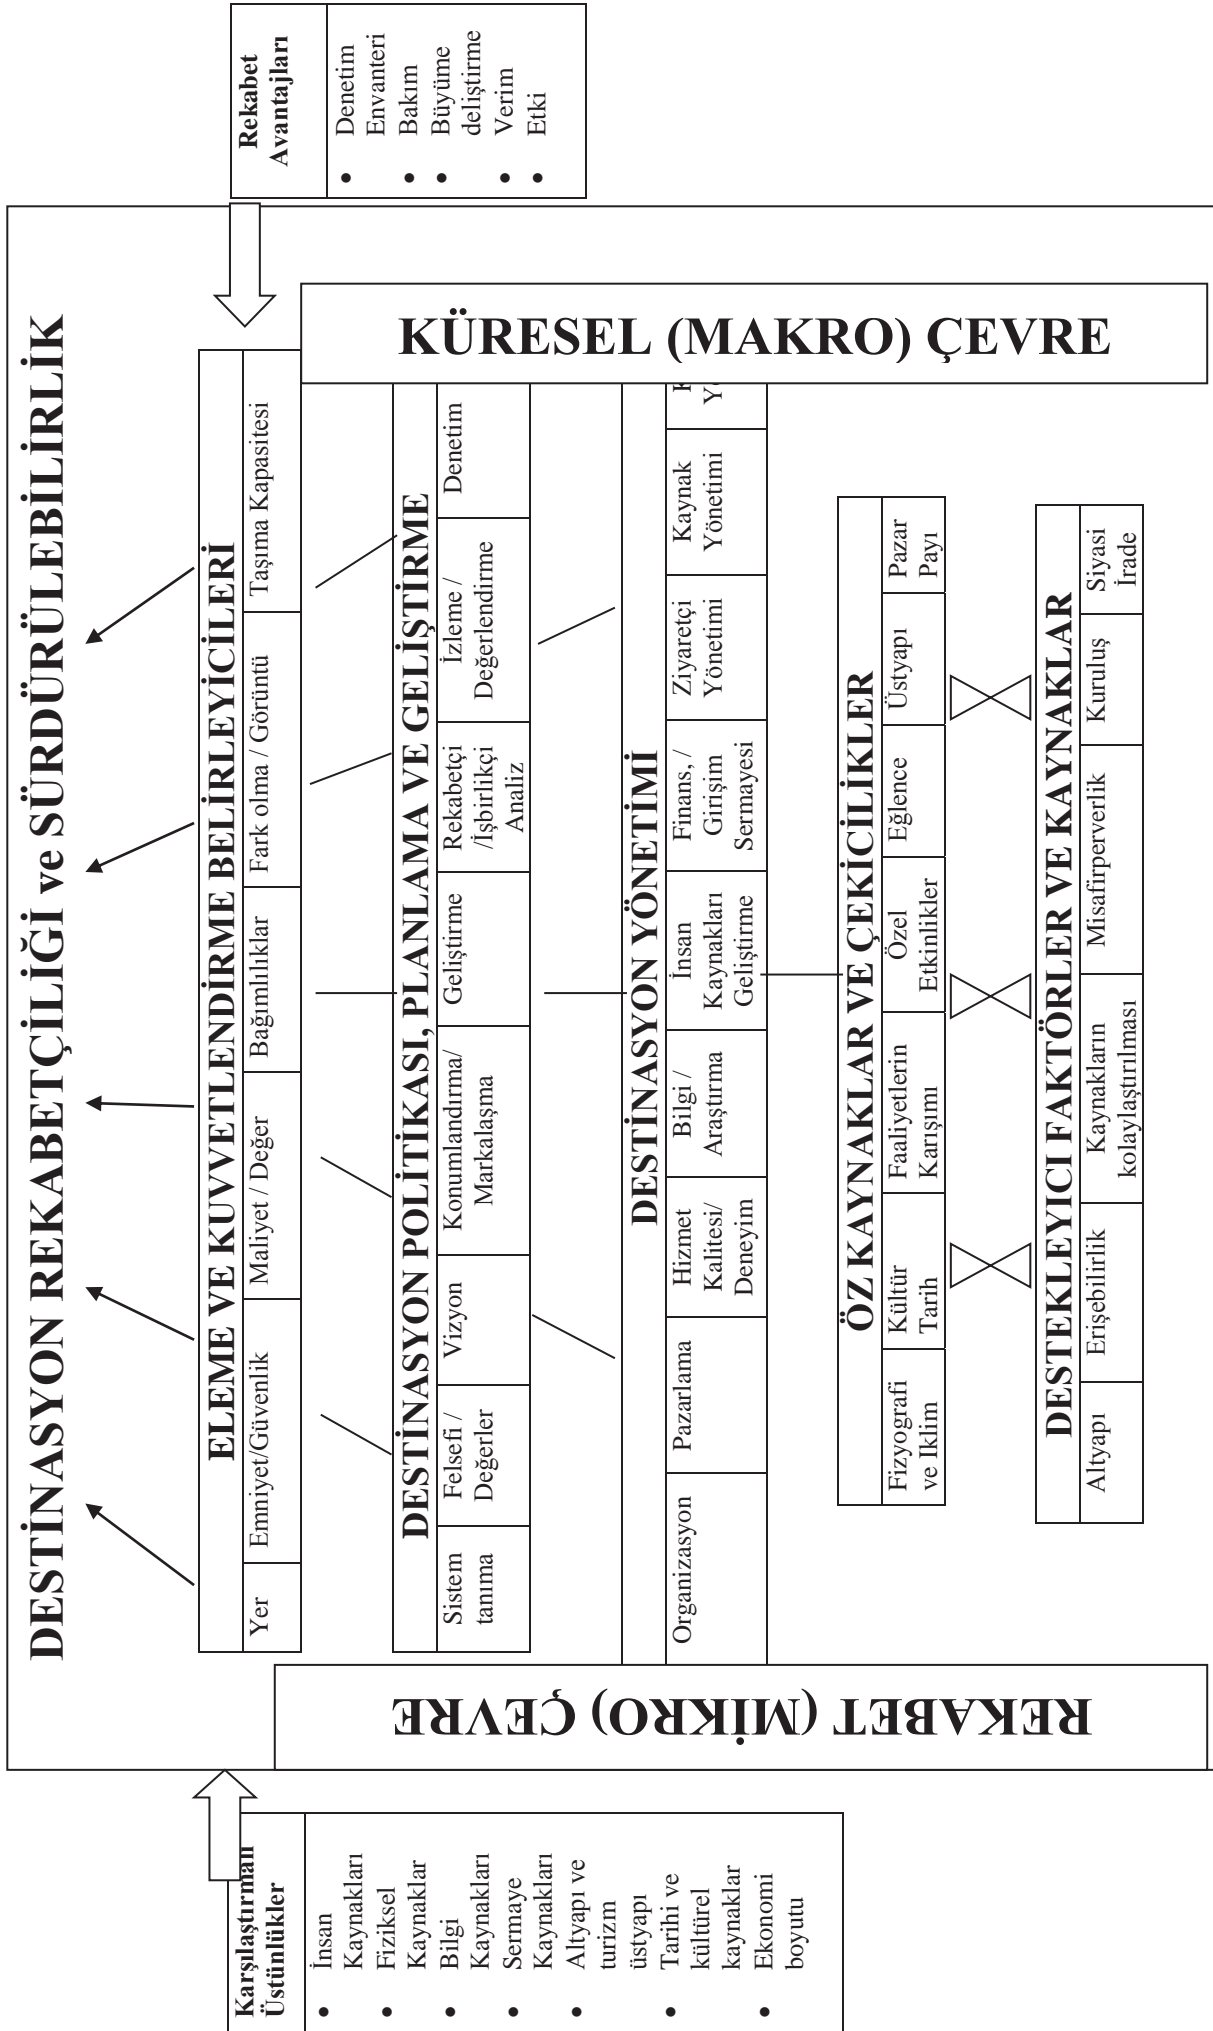 DESTİNASYON REKABETÇİLİĞİ ve SÜRDÜRÜLEBİLİRLİK
Karşılaştırmalı
Üstünlükler
• İnsan
Kaynakları
• Fiziksel
Kaynaklar
• Bilgi
Kaynakları
• Sermaye
Kaynakları
• Altyapı ve
turizm
üstyapı
• Tarihi ve
kültürel
kaynaklar
• Ekonomi
boyutu
REKABET (MİKRO) ÇEVRE
ELEME VE KUVVETLENDİRME BELİRLEYİCİLERİ
Yer
Emniyet/Güvenlik
Maliyet / Değer
Bağımlılıklar
Fark olma / Görüntü
Taşıma Kapasitesi
DESTİNASYON POLİTİKASI, PLANLAMA VE GELİŞTİRME
Sistem
tanıma
Felsefi /
Değerler
Vizyon
Konumlandırma/
Markalaşma
Geliştirme
Rekabetçi
/İşbirlikçi
Analiz
İzleme /
Değerlendirme
Denetim
DESTİNASYON YÖNETİMİ
Organizasyon
Pazarlama
Hizmet
Kalitesi/
Deneyim
Bilgi /
Araştırma
İnsan
Kaynakları
Geliştirme
Finans, /
Girişim
Sermayesi
Ziyaretçi
Yönetimi
Kaynak
Yönetimi
ÖZ KAYNAKLAR VE ÇEKİCİLİKLER
Fizyografi
ve Iklim
Kültür
Tarih
Faaliyetlerin
Karışımı
Özel
Etkinlikler
Eğlence
Üstyapı
Pazar
Payı
DESTEKLEYICI FAKTÖRLER VE KAYNAKLAR
Altyapı
Erişebilirlik
Kaynakların
kolaylaştırılması
Misafirperverlik
Kuruluş
Siyasi
İrade
KÜRESEL (MAKRO) ÇEVRE
Rekabet
Avantajları
• Denetim
Envanteri
• Bakım
• Büyüme
deliştirme
• Verim
• Etki